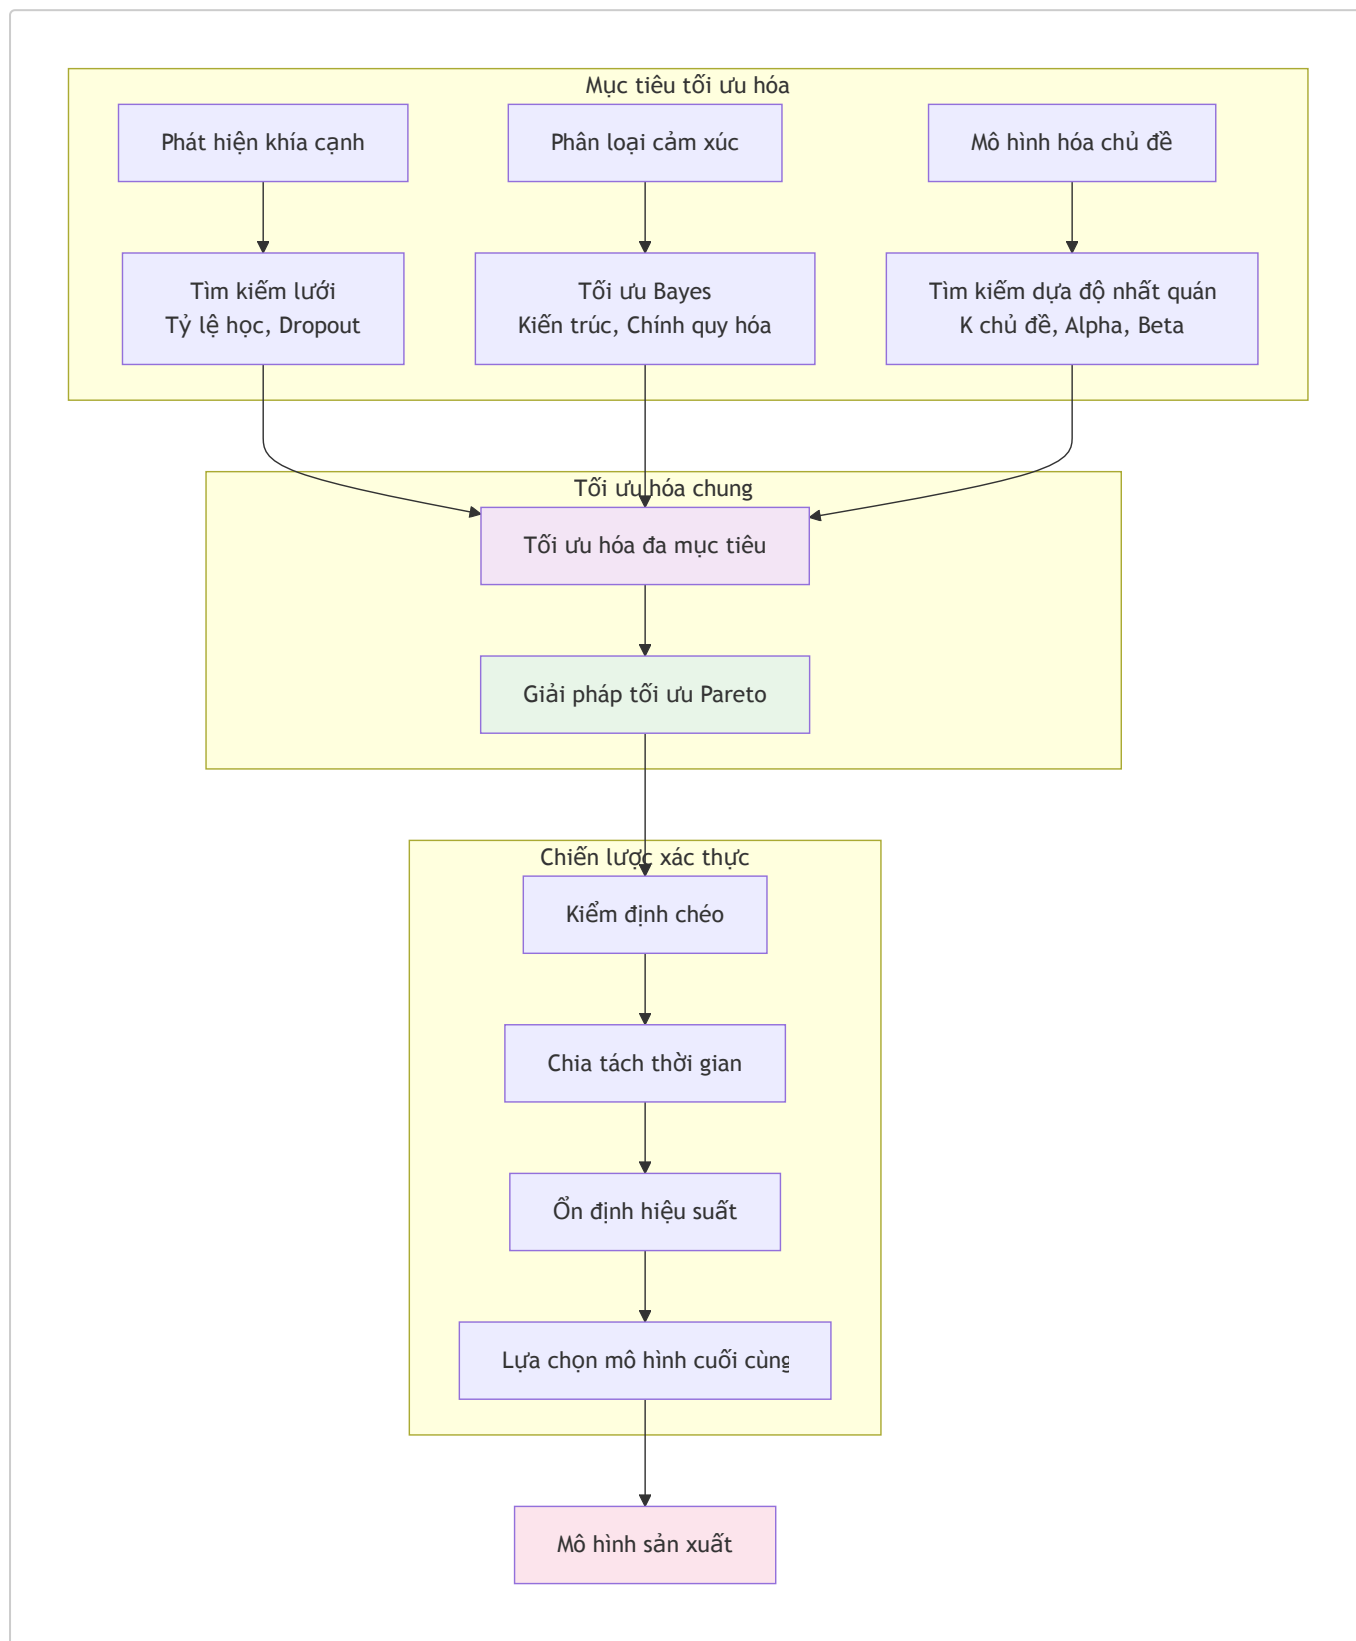 Mục tiêu tối ưu hóa
Phát hiện khía cạnh
Phân loại cảm xúc
Mô hình hóa chủ đề
Tìm kiếm lưới
Tỷ lệ học, Dropout
Tối ưu Bayes
Kiến trúc, Chính quy hóa
Tìm kiếm dựa độ nhất quán
K chủ đề, Alpha, Beta
Tối ưu hóa chung
Tối ưu hóa đa mục tiêu
Giải pháp tối ưu Pareto
Chiến lược xác thực
Kiểm định chéo
Chia tách thời gian
Ổn định hiệu suất
Lựa chọn mô hình cuối cùng
Mô hình sản xuất